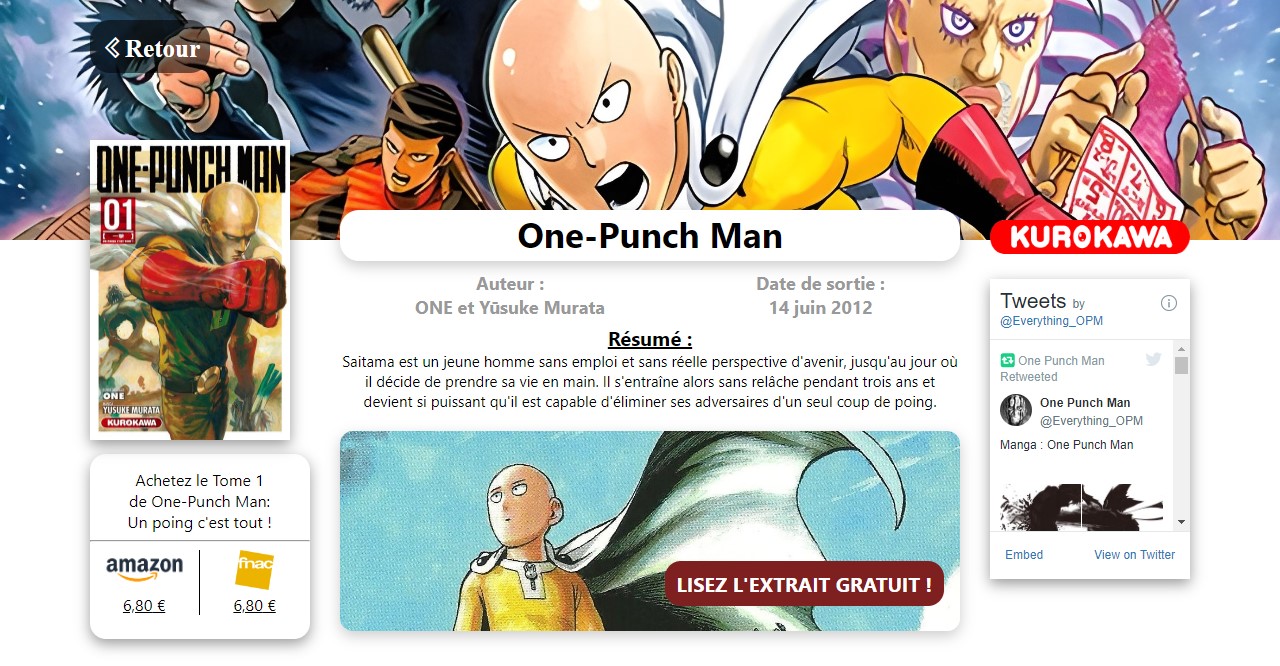 Retour
ONE-PUNCH MAN
01
ONE
YUSUKE MURATA
KUROKAWA
One-Punch Man
KUROKAWA
Auteur :
ONE et Yūsuke Murata
Date de sortie :
14 juin 2012
Résumé :
Saitama est un jeune homme sans emploi et sans réelle perspective d'avenir, jusqu'au jour où
il décide de prendre sa vie en main. Il s'entraîne alors sans relâche pendant trois ans et
devient si puissant qu'il est capable d'éliminer ses adversaires d'un seul coup de poing.
LISEZ L'EXTRAIT GRATUIT !
Achetez le Tome 1
de One-Punch Man:
Un poing c'est tout !
amazon
fnac
6,80 €
6,80 €
Tweets by
@Everything_OPM
One Punch Man
Retweeted
One Punch Man
@Everything_OPM
Manga : One Punch Man
Embed
View on Twitter